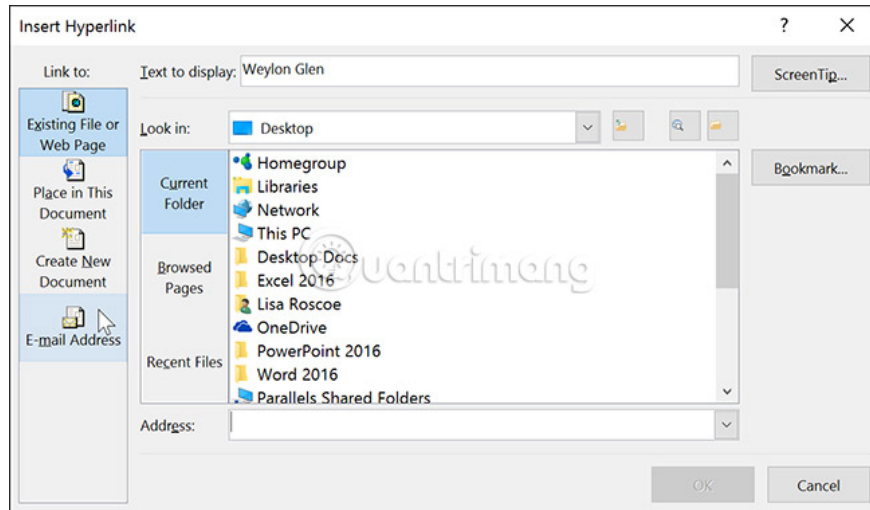 Insert Hyperlink
?
Link to:
Text to display: Weylon Glen
ScreenTip...
Existing File or
Web Page
Look in: Desktop
Place in This
Document
Create New
Document
E-mail Address
Current
Folder
Browsed
Pages
Recent Files
Homegroup
Libraries
Network
This PC
Desktop Docs
Excel 2016
Lisa Roscoe
OneDrive
PowerPoint 2016
Word 2016
Parallels Shared Folders
Bookmark...
Quantrimang
Address:
OK
Cancel